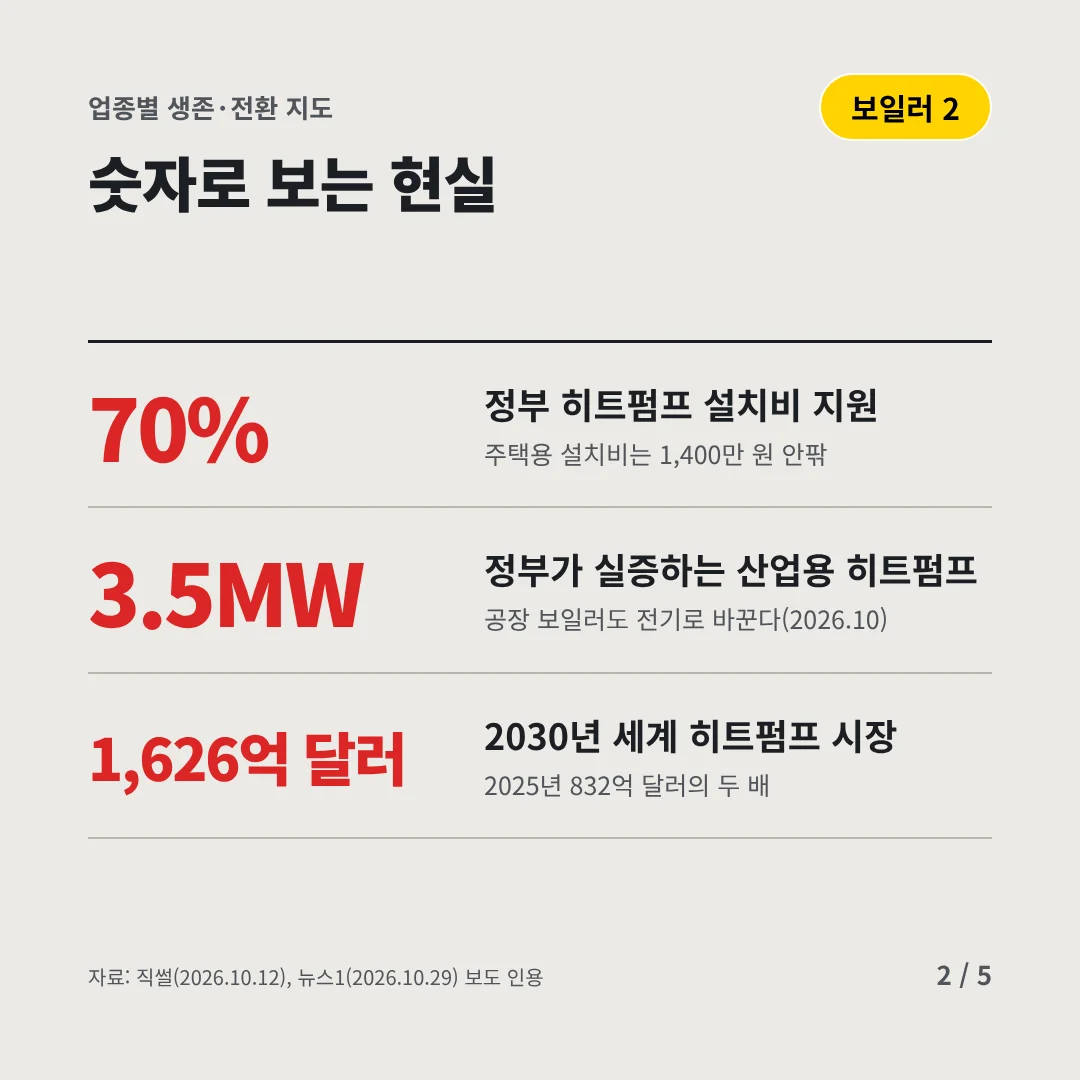 업종별 생존·전환 지도
보일러 2
숫자로 보는 현실
70%
정부 히트펌프 설치비 지원
주택용 설치비는 1,400만 원 안팎
3.5MW
정부가 실증하는 산업용 히트펌프
공장 보일러도 전기로 바꾼다(2026.10)
1,626억 달러
2030년 세계 히트펌프 시장
2025년 832억 달러의 두 배
자료: 직썰(2026.10.12), 뉴스1(2026.10.29) 보도 인용
2 / 5